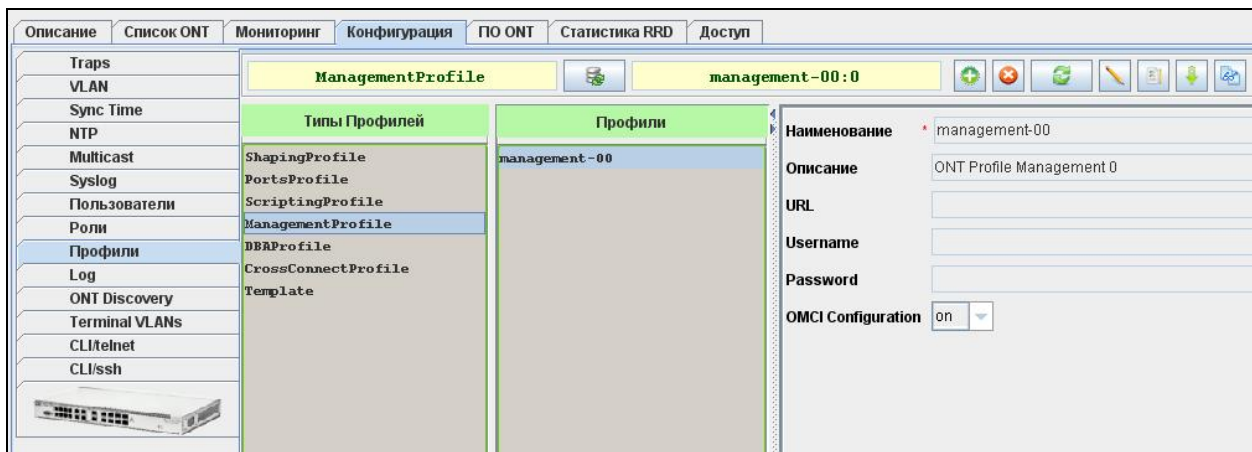 Описание Список ONT Мониторинг Конфигурация ПО ONT Статистика RRD Доступ
Traps
VLAN
Sync Time
NTP
Multicast
Syslog
Пользователи
Роли
Профили
Log
ONT Discovery
Terminal VLANs
CLI/telnet
CLI/ssh
ManagementProfile management-00:0
Типы Профилей
ShapingProfile
PortsProfile
ScriptingProfile
ManagementProfile
DBAProfile
CrossConnectProfile
Template
Профили
management-00
Наименование * management-00
Описание ONT Profile Management 0
URL
Username
Password
OMCI Configuration on